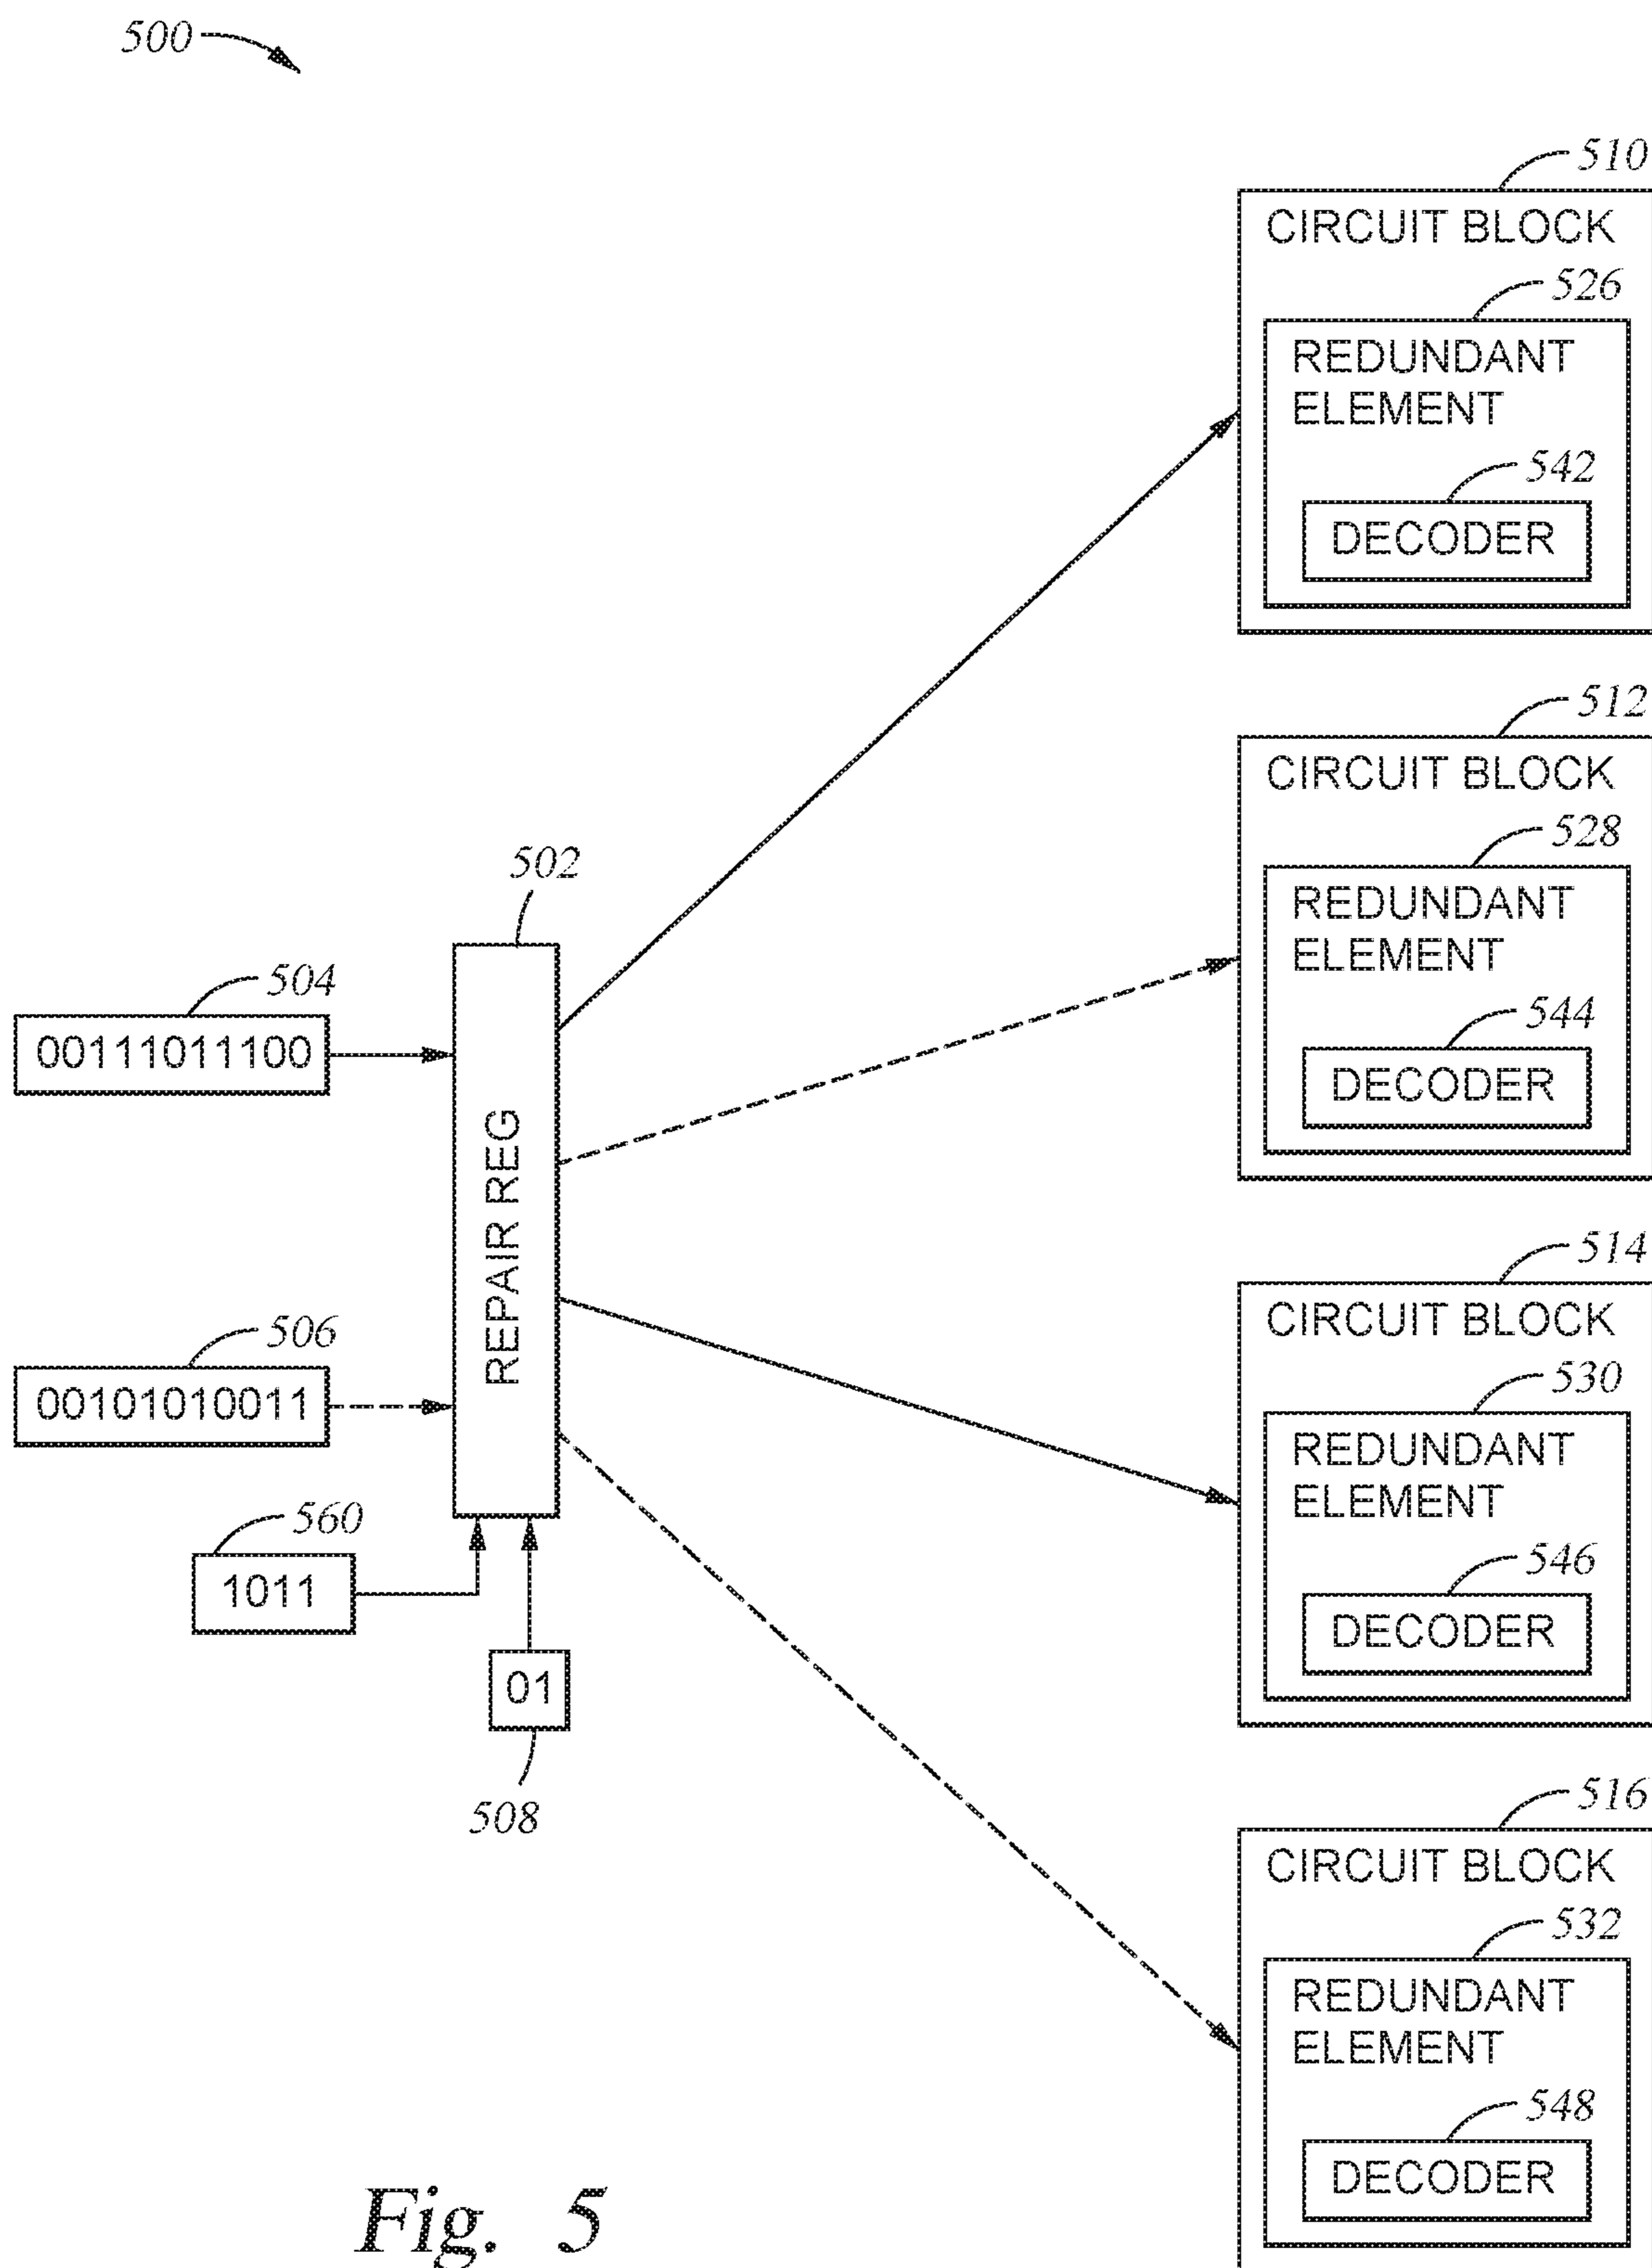 500
510
CIRCUIT BLOCK
526
REDUNDANT
ELEMENT
542
DECODER
512
CIRCUIT BLOCK
528
REDUNDANT
ELEMENT
544
DECODER
502
REPAIR REG
504
00111011100
506
00101010011
560
1011
01
508
514
CIRCUIT BLOCK
530
REDUNDANT
ELEMENT
546
DECODER
516
CIRCUIT BLOCK
532
REDUNDANT
ELEMENT
548
DECODER
Fig. 5